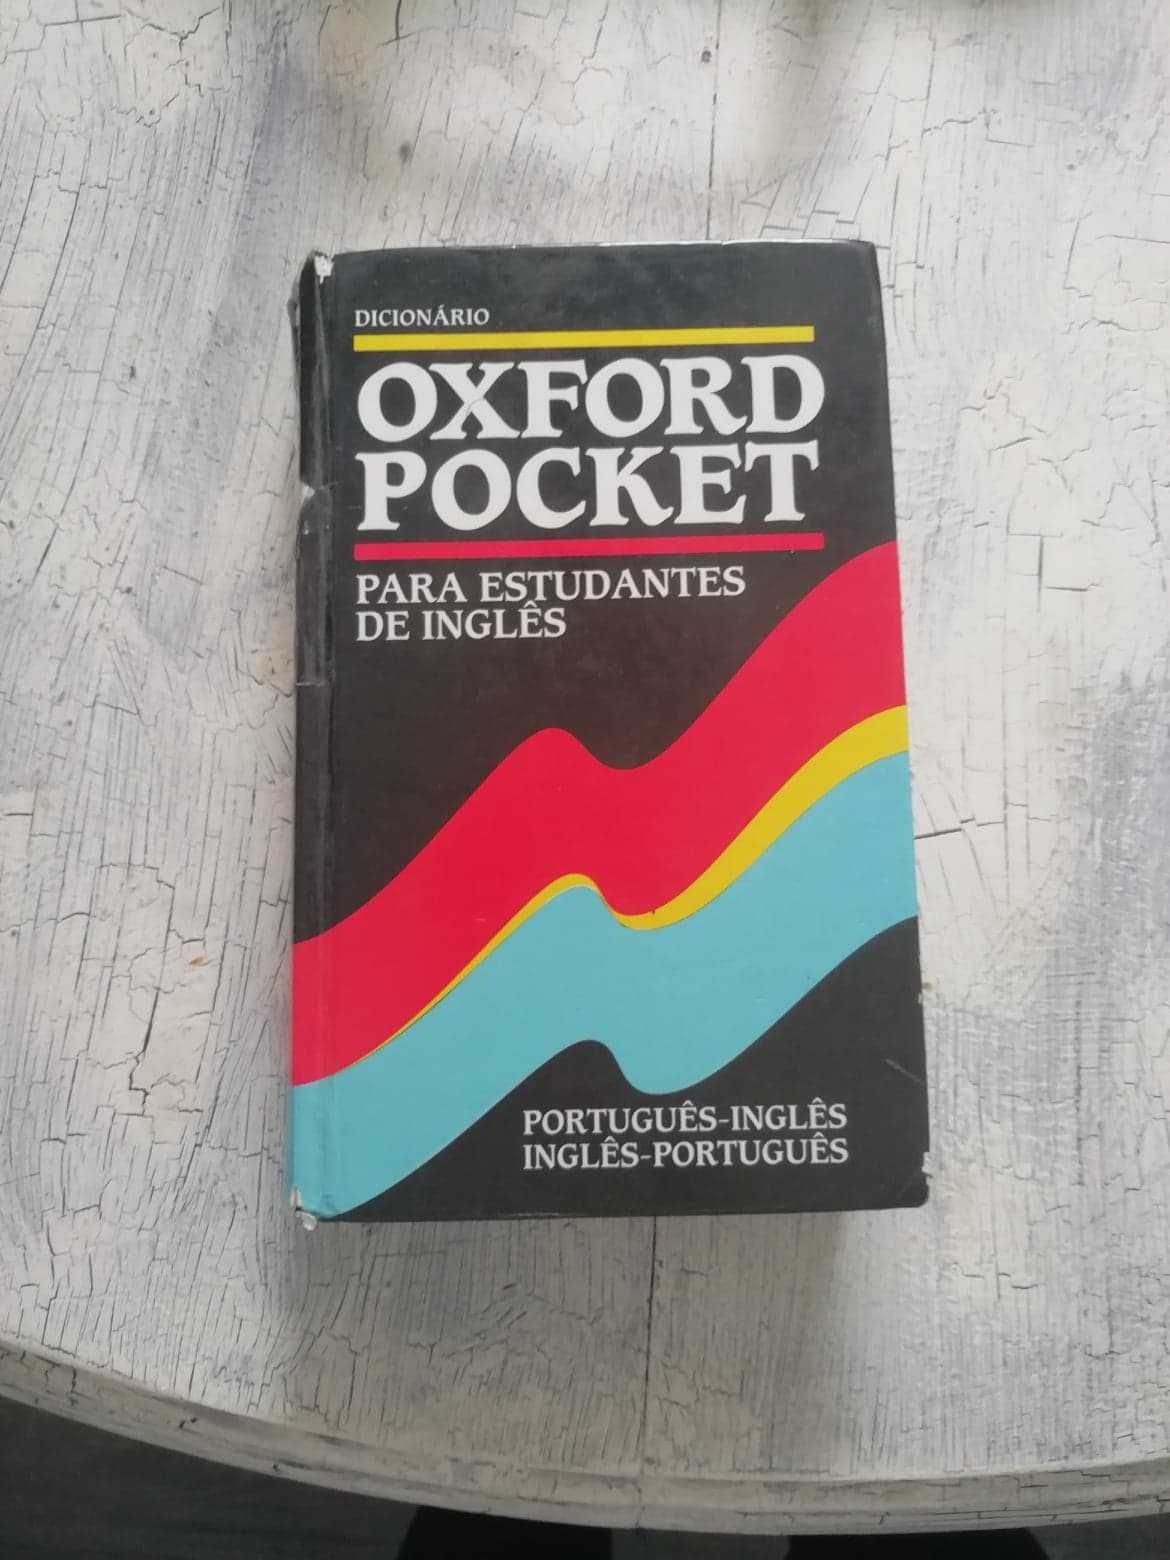 DICIONÁRIO
OXFORD
POCKET
PARA ESTUDANTES
DE INGLÊS
PORTUGUÊS-INGLÊS
INGLÊS-PORTUGUÊS